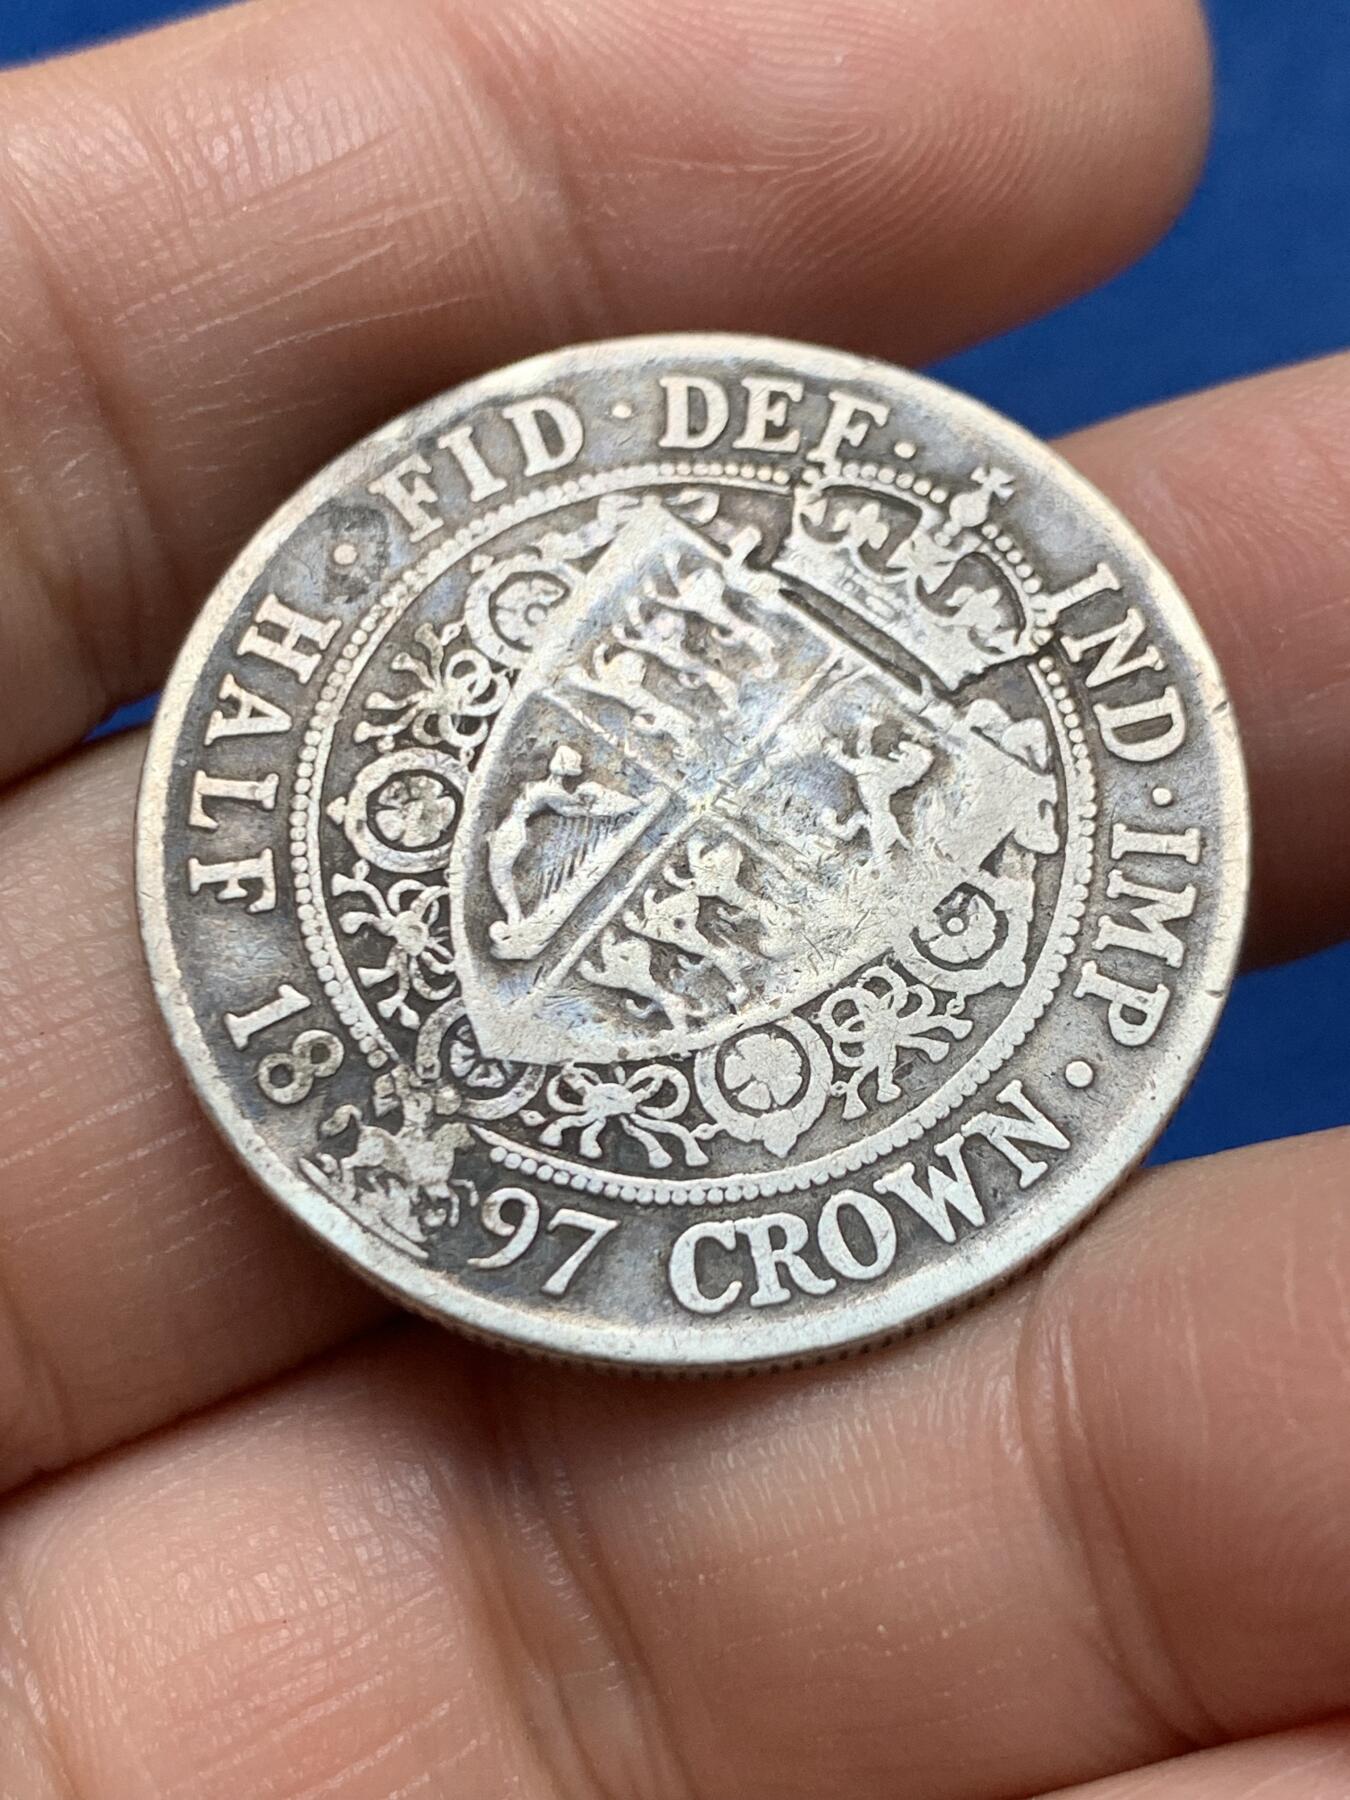 FID · DEF · IND · IMP ·
HALF 18 97 CROWN